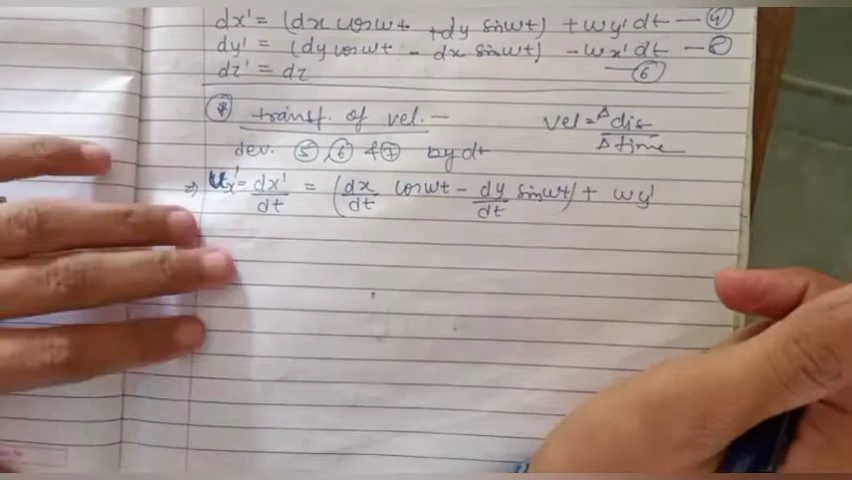 dx' = (dx cosωt + dy sinωt) + ωy'dt — ④
dy' = (dy cosωt - dx sinωt) - ωx'dt — ⑤
dz' = dz — ⑥
* transf. of vel. —
vel = Δdis / Δtime
dev. ⑤, ⑥ & ⑦ by dt
⇒ Ux' = dx'/dt = (dx/dt cosωt - dy/dt sinωt) + ωy'